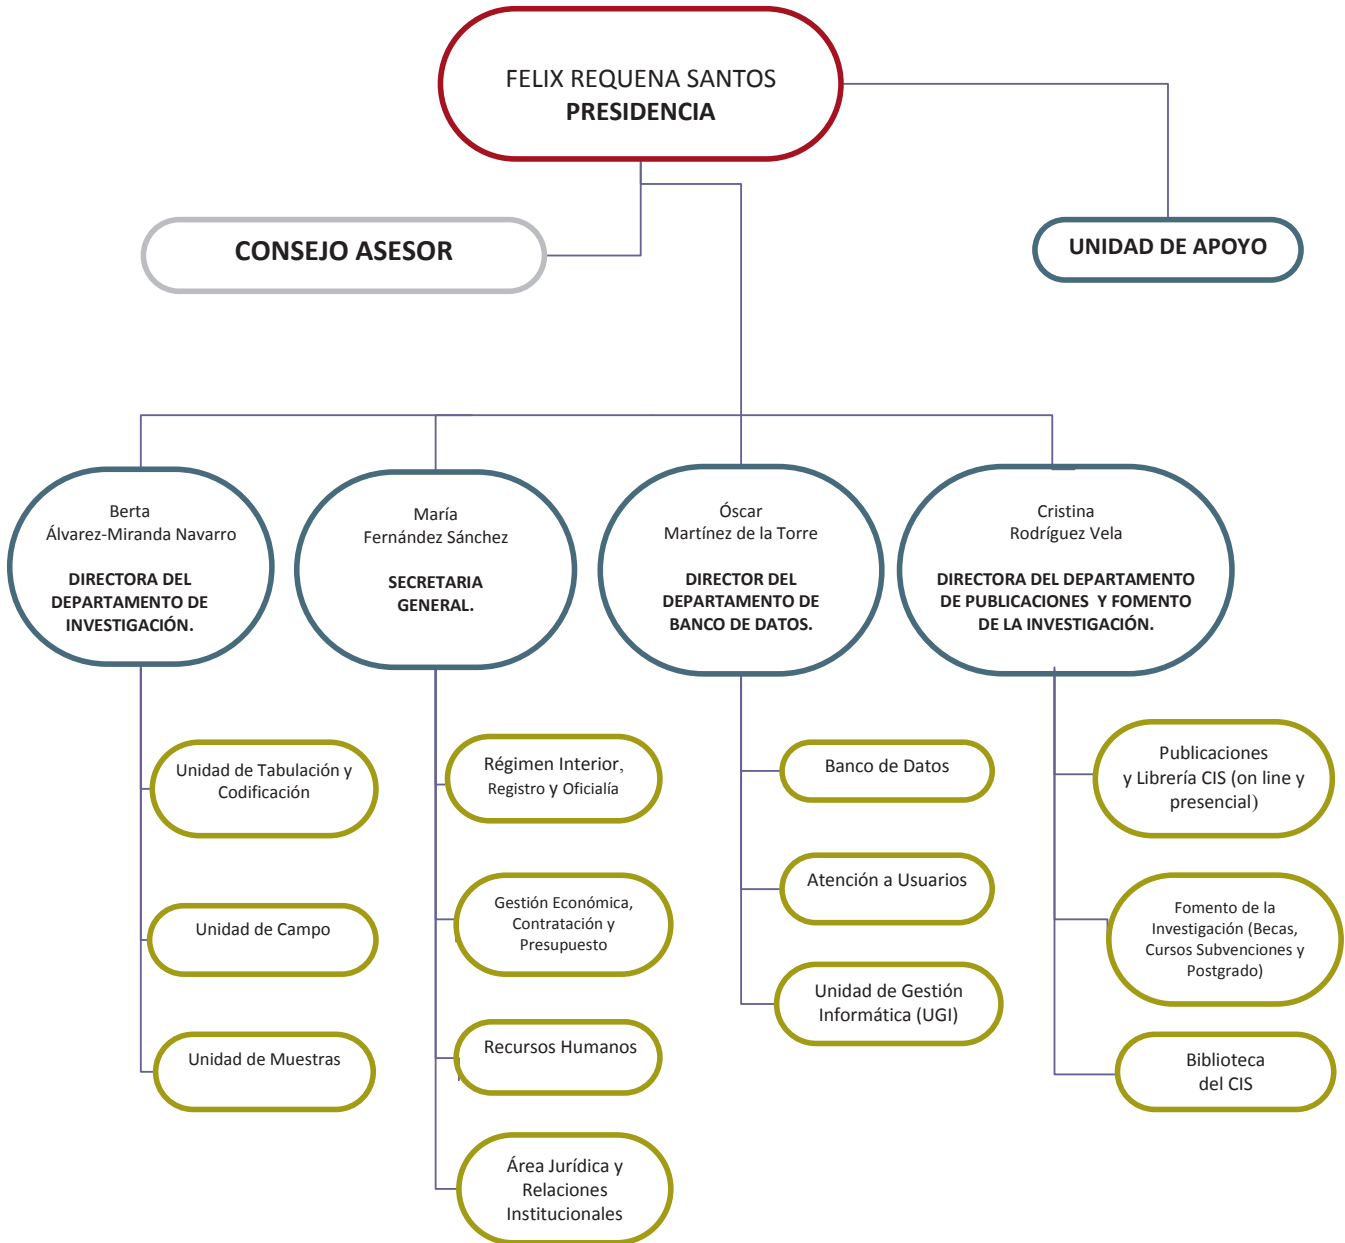 FELIX REQUENA SANTOS
PRESIDENCIA
CONSEJO ASESOR
UNIDAD DE APOYO
Berta
Álvarez-Miranda Navarro
DIRECTORA DEL
DEPARTAMENTO DE
INVESTIGACIÓN.
María
Fernández Sánchez
SECRETARIA
GENERAL.
Óscar
Martínez de la Torre
DIRECTOR DEL
DEPARTAMENTO DE
BANCO DE DATOS.
Cristina
Rodríguez Vela
DIRECTORA DEL DEPARTAMENTO
DE PUBLICACIONES Y FOMENTO
DE LA INVESTIGACIÓN.
Unidad de Tabulación y
Codificación
Unidad de Campo
Unidad de Muestras
Régimen Interior,
Registro y Oficialía
Gestión Económica,
Contratación y
Presupuesto
Recursos Humanos
Área Jurídica y
Relaciones
Institucionales
Banco de Datos
Atención a Usuarios
Unidad de Gestión
Informática (UGI)
Publicaciones
y Librería CIS (on line y
presencial)
Fomento de la
Investigación (Becas,
Cursos Subvenciones y
Postgrado)
Biblioteca
del CIS